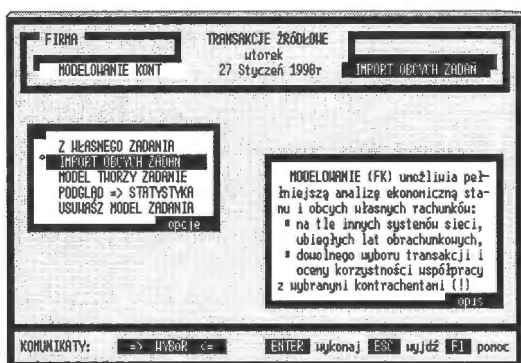 FIRMA
MODELOWANIE KONT
TRANSAKCJE ŹRÓDŁOWE
wtorek
27 Styczeń 1998r
IMPORT OBCYCH ZADAŃ
Z WŁASNEGO ZADANIA
IMPORT OBCYCH ZADAŃ
MODEL TWORZY ZADANIE
PODGLĄD => STATYSTYKA
USUWASZ MODEL ZADANIA
opcje
MODELOWANIE (FK) umożliwia peł-
niejszą analizę ekonomiczną sta-
nu i obcych własnych rachunków:
▪ na tle innych systemów sieci,
ubiegłych lat obrachunkowych,
▪ dowolnego wyboru transakcji i
oceny korzystności współpracy
z wybranymi kontrachentami (!)
opis
KOMUNIKATY: => WYBÓR <= ENTER wykonaj ESC wyjdź F1 pomoc